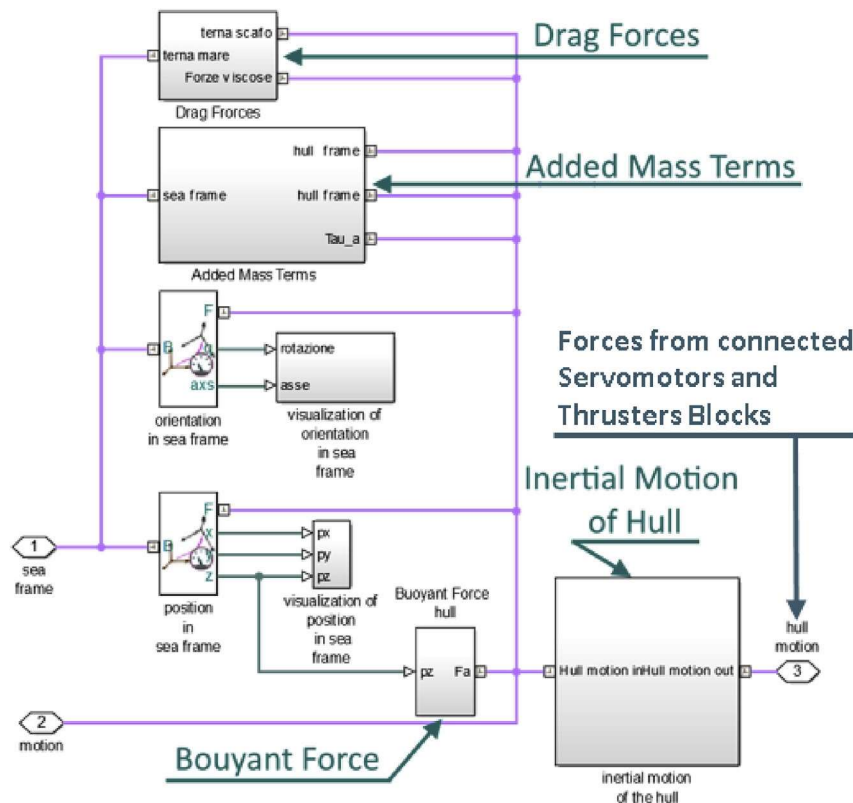 terna scafo
terna mare
Forze viscose
Drag Frorces
Drag Forces
hull frame
sea frame
hull frame
Tau_a
Added Mass Terms
Added Mass Terms
F
B
q
axs
rotazione
asse
orientation
in sea frame
visualization of
orientation
in sea
frame
Forces from connected
Servomotors and
Thrusters Blocks
Inertial Motion
of Hull
1
sea
frame
F
B
x
y
z
px
py
pz
position
in
sea frame
visualization of
position
in sea
frame
Buoyant Force
hull
pz
Fa
Hull motion in
Hull motion out
hull
motion
3
2
motion
Bouyant Force
inertial motion
of the hull